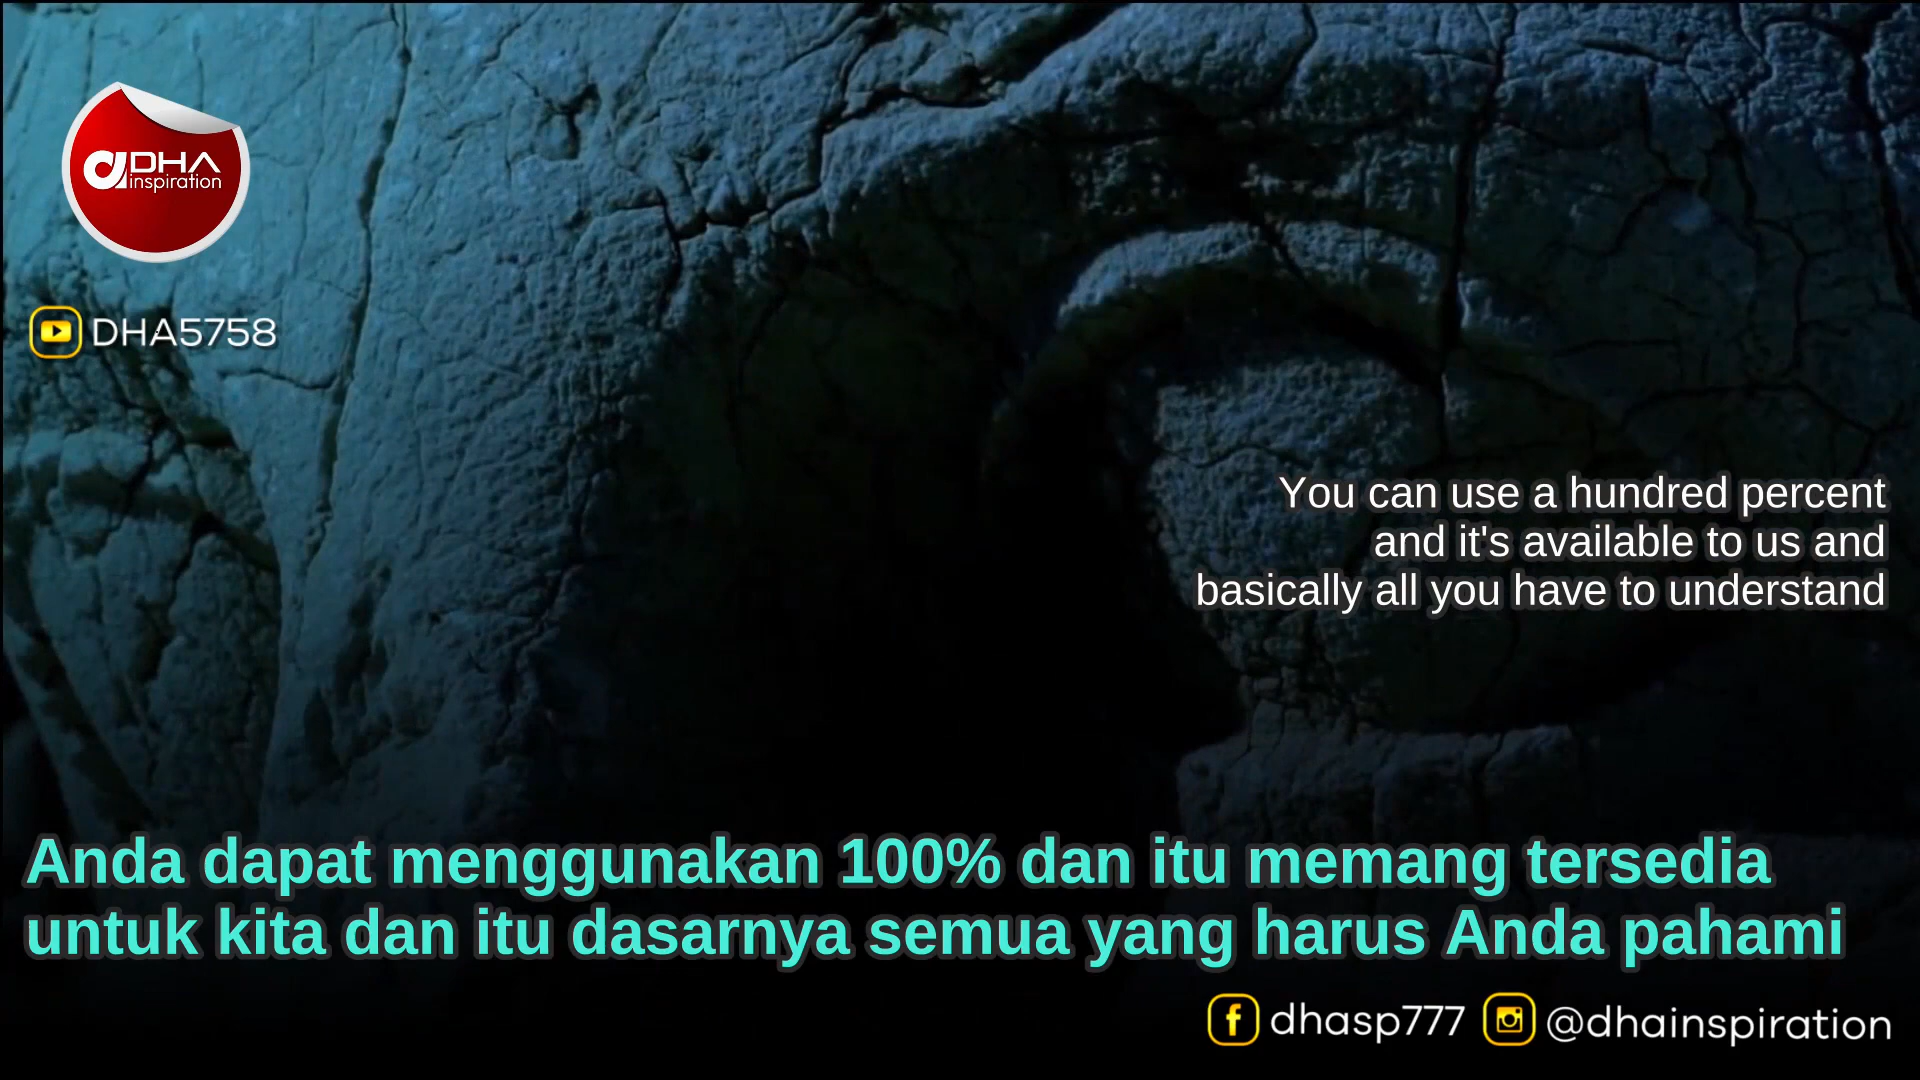 DHA
inspiration
DHA5758
You can use a hundred percent
and it's available to us and
basically all you have to understand
Anda dapat menggunakan 100% dan itu memang tersedia
untuk kita dan itu dasarnya semua yang harus Anda pahami
dhasp777 @dhainspiration